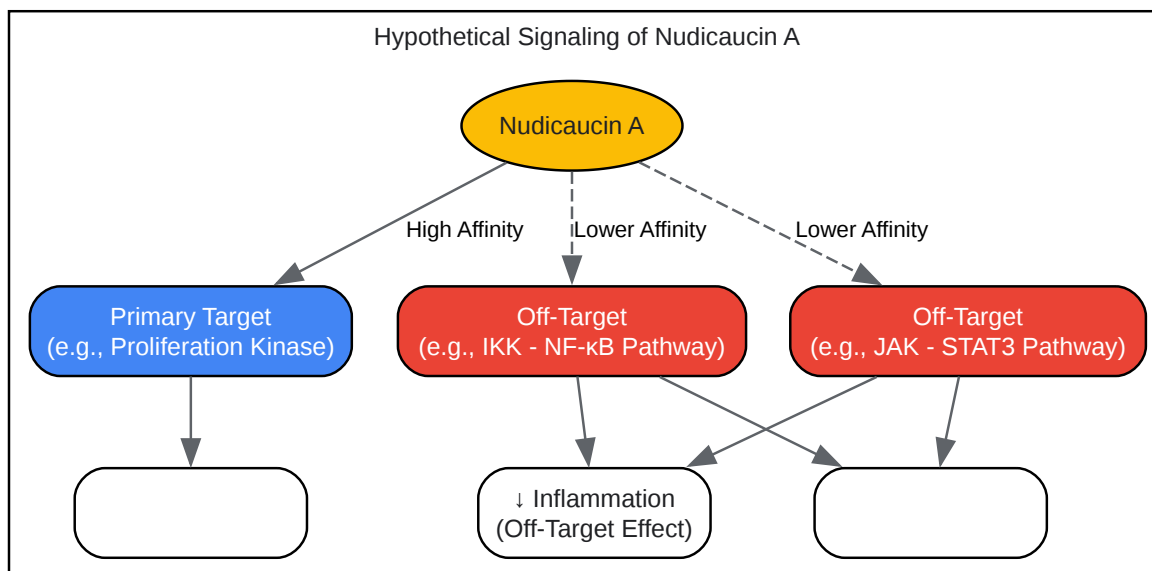 Hypothetical Signaling of Nudicaucin A
Nudicaucin A
High Affinity
Lower Affinity
Lower Affinity
Primary Target
(e.g., Proliferation Kinase)
Off-Target
(e.g., IKK - NF-κB Pathway)
Off-Target
(e.g., JAK - STAT3 Pathway)
↓ Inflammation
(Off-Target Effect)